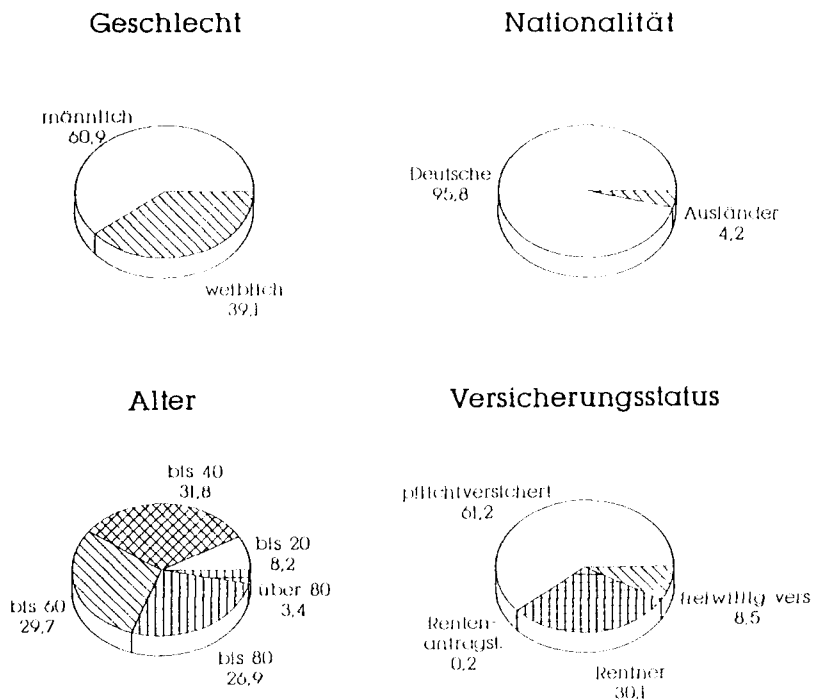 Geschlecht
männlich
60,9
weiblich
39,1
Nationalität
Deutsche
95,8
Ausländer
4,2
Alter
bis 40
31,8
bis 20
8,2
über 80
3,4
bis 80
26,9
bis 60
29,7
Versicherungsstatus
pflichtversichert
61,2
freiwillig vers
8,5
Rentner
30,1
Renten-
antragst.
0,2